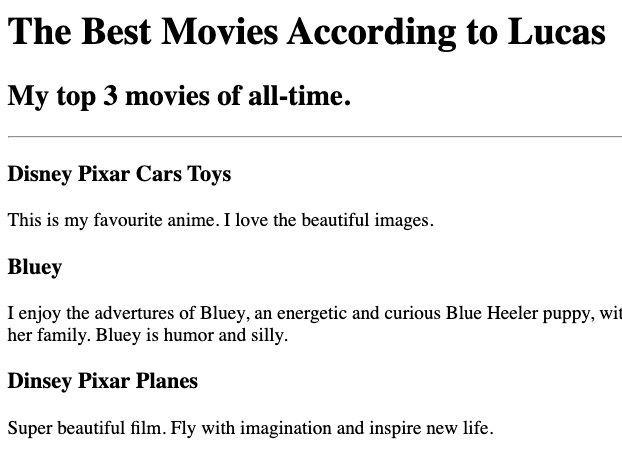 The Best Movies According to Lucas
My top 3 movies of all-time.
Disney Pixar Cars Toys
This is my favourite anime. I love the beautiful images.
Bluey
I enjoy the advertures of Bluey, an energetic and curious Blue Heeler puppy, wit
her family. Bluey is humor and silly.
Dinsey Pixar Planes
Super beautiful film. Fly with imagination and inspire new life.